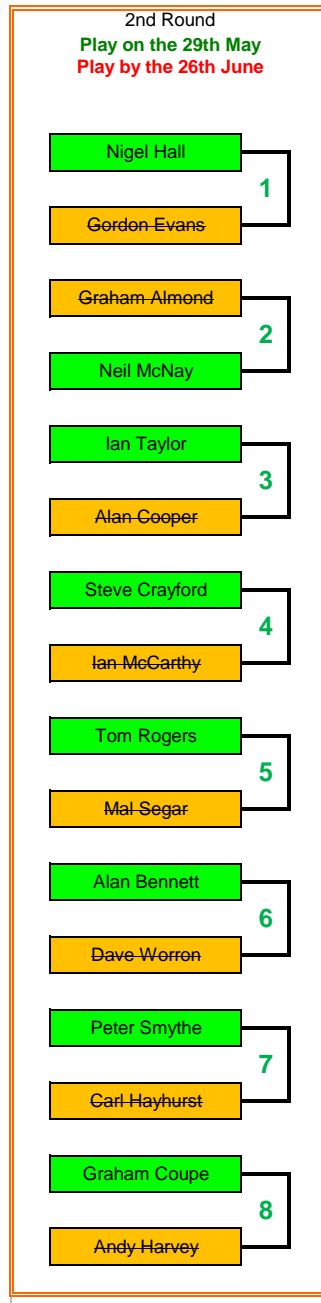 2nd Round
Play on the 29th May
Play by the 26th June
Nigel Hall
1
Gordon Evans
Graham Almond
2
Neil McNay
Ian Taylor
3
Alan Cooper
Steve Crayford
4
Ian McCarthy
Tom Rogers
5
Mal Segar
Alan Bennett
6
Dave Worron
Peter Smythe
7
Carl Hayhurst
Graham Coupe
8
Andy Harvey